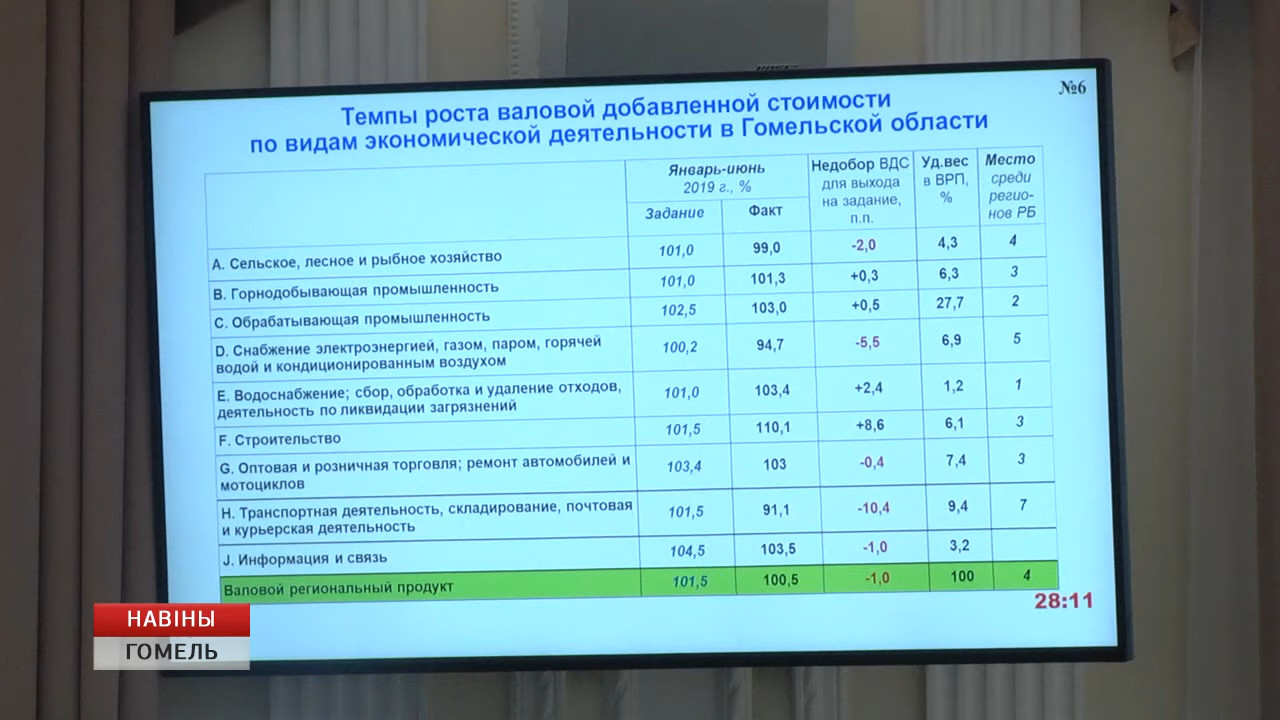 №6
Темпы роста валовой добавленной стоимости
по видам экономической деятельности в Гомельской области
Январь-июнь
2019 г., %
Недобор ВДС
для выхода
на задание,
п.п.
Уд.вес
в ВРП,
%
Место
среди
регио-
нов РБ
Задание Факт
А. Сельское, лесное и рыбное хозяйство 101,0 99,0 -2,0 4,3 4
В. Горнодобывающая промышленность 101,0 101,3 +0,3 6,3 3
С. Обрабатывающая промышленность 102,5 103,0 +0,5 27,7 2
D. Снабжение электроэнергией, газом, паром, горячей
водой и кондиционированным воздухом 100,2 94,7 -5,5 6,9 5
Е. Водоснабжение; сбор, обработка и удаление отходов,
деятельность по ликвидации загрязнений 101,0 103,4 +2,4 1,2 1
F. Строительство 101,5 110,1 +8,6 6,1 3
G. Оптовая и розничная торговля; ремонт автомобилей и
мотоциклов 103,4 103 -0,4 7,4 3
Н. Транспортная деятельность, складирование, почтовая
и курьерская деятельность 101,5 91,1 -10,4 9,4 7
J. Информация и связь 104,5 103,5 -1,0 3,2
Валовой региональный продукт 101,5 100,5 -1,0 100 4
28:11
НАВІНЫ
ГОМЕЛЬ